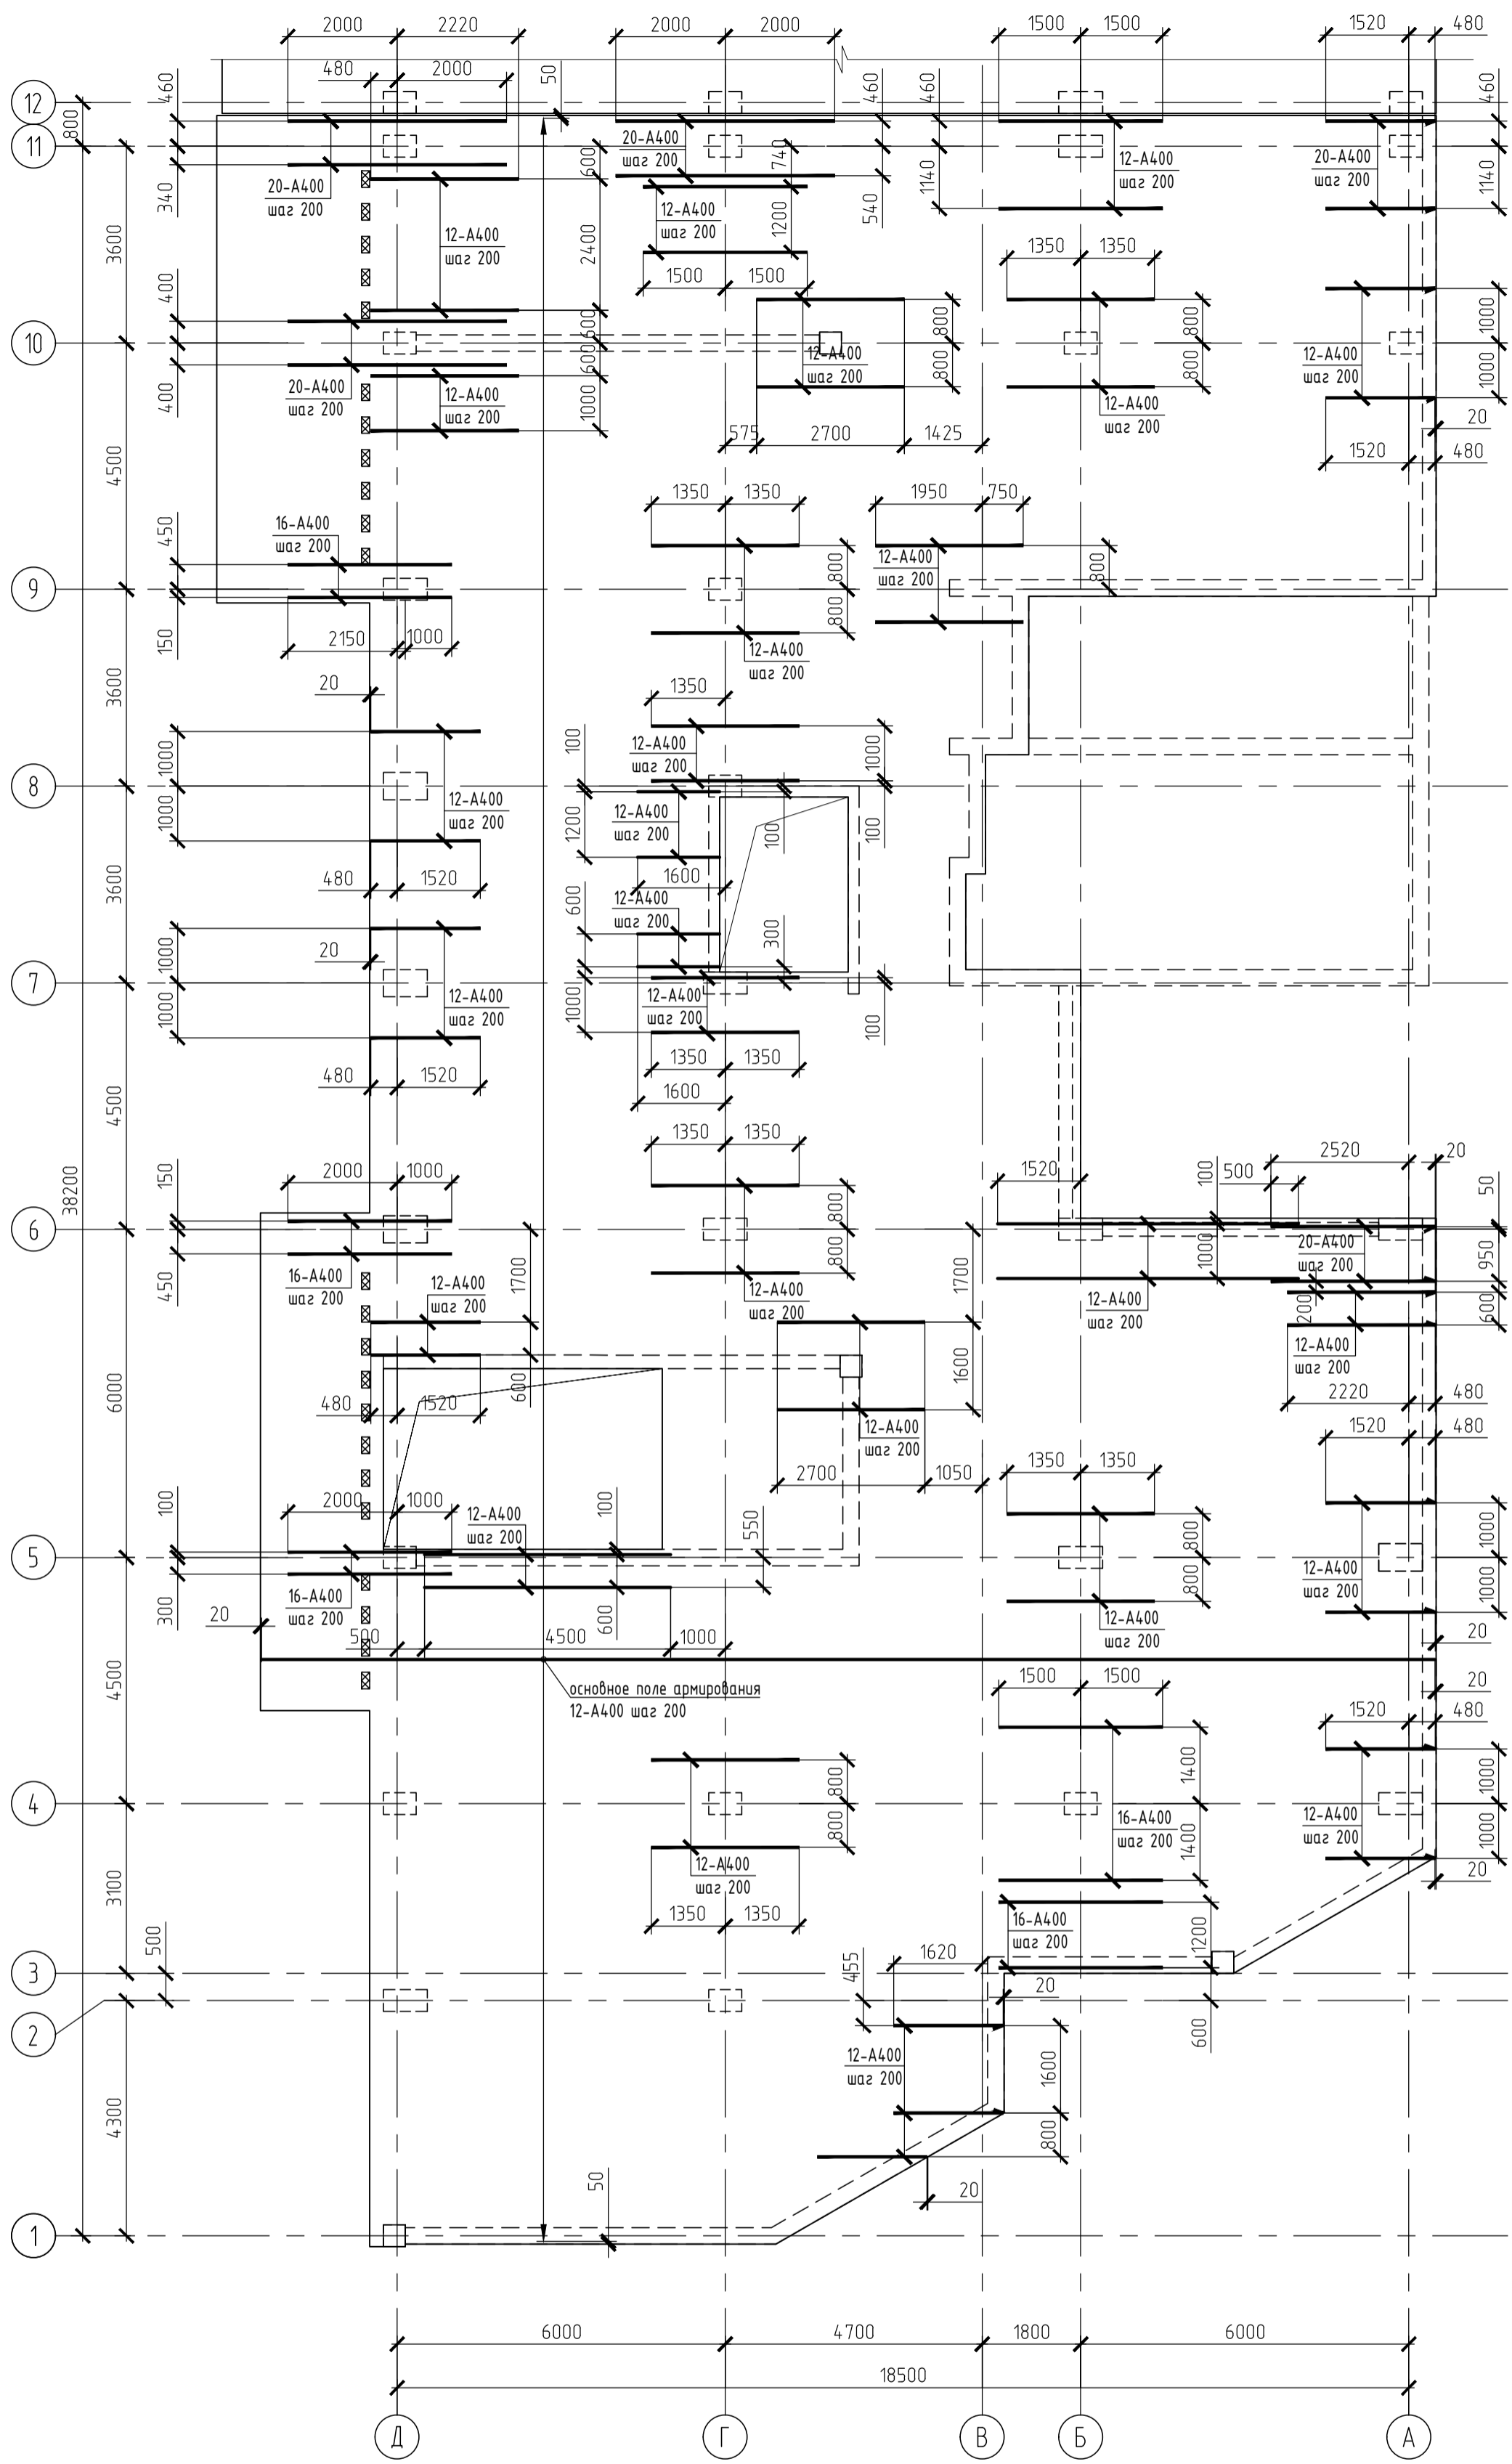 2000 2220 2000 2000 1500 1500 1520 480
480 2000 50
12
460 460 460 460
800
11
20-А400
шаг 200
600 740
12-А400
шаг 200
20-А400
шаг 200
1140 1140
340
20-А400
шаг 200
540
12-А400
шаг 200
1200
3600
12-А400
шаг 200
2400
1350 1350
1500 1500
400
600 800 800 1000
10
12-А400
шаг 200
12-А400
шаг 200
400
20-А400
шаг 200
600
12-А400
шаг 200
800 800 1000
12-А400
шаг 200
1000
20
575 2700 1425
1520 480
4500
1350 1350
1950 750
450
16-А400
шаг 200
800
12-А400
шаг 200
800
9
800
150
2150 1000
12-А400
шаг 200
3600
20
1350
1000
100
12-А400
шаг 200
1000
8
12-А400
шаг 200
1000
1200
12-А400
шаг 200
100 100
480 1520
1600
3600
12-А400
шаг 200
600
1000
20
300
7
1000
12-А400
шаг 200
1000
12-А400
шаг 200
100
1350 1350
480 1520
1600
4500
1350 1350
2520 20
2000 1000
1520
500
150
100
50
38200
800
6
800
1000
20-А400
шаг 200
950
450
16-А400
шаг 200
12-А400
шаг 200
1700
12-А400
шаг 200
1700
12-А400
шаг 200
200
600
12-А400
шаг 200
600
1600
2220 480
6000
480 1520
12-А400
шаг 200
1520 480
2700 1050
1350 1350
2000 1000
100
12-А400
шаг 200
100
550
800
1000
5
12-А400
шаг 200
800
1000
300
16-А400
шаг 200
600
12-А400
шаг 200
20
500 4500 1000
20
4500
основное поле армирования
12-А400 шаг 200
1500 1500
20
1520 480
800
1400
1000
4
800
16-А400
шаг 200
1400
12-А400
шаг 200
1000
12-А400
шаг 200
20
3100
1350 1350
16-А400
шаг 200
1200
500
1620
455
3
20
2
600
12-А400
шаг 200
1600
4300
800
50
20
1
6000 4700 1800 6000
18500
Д Г В Б А